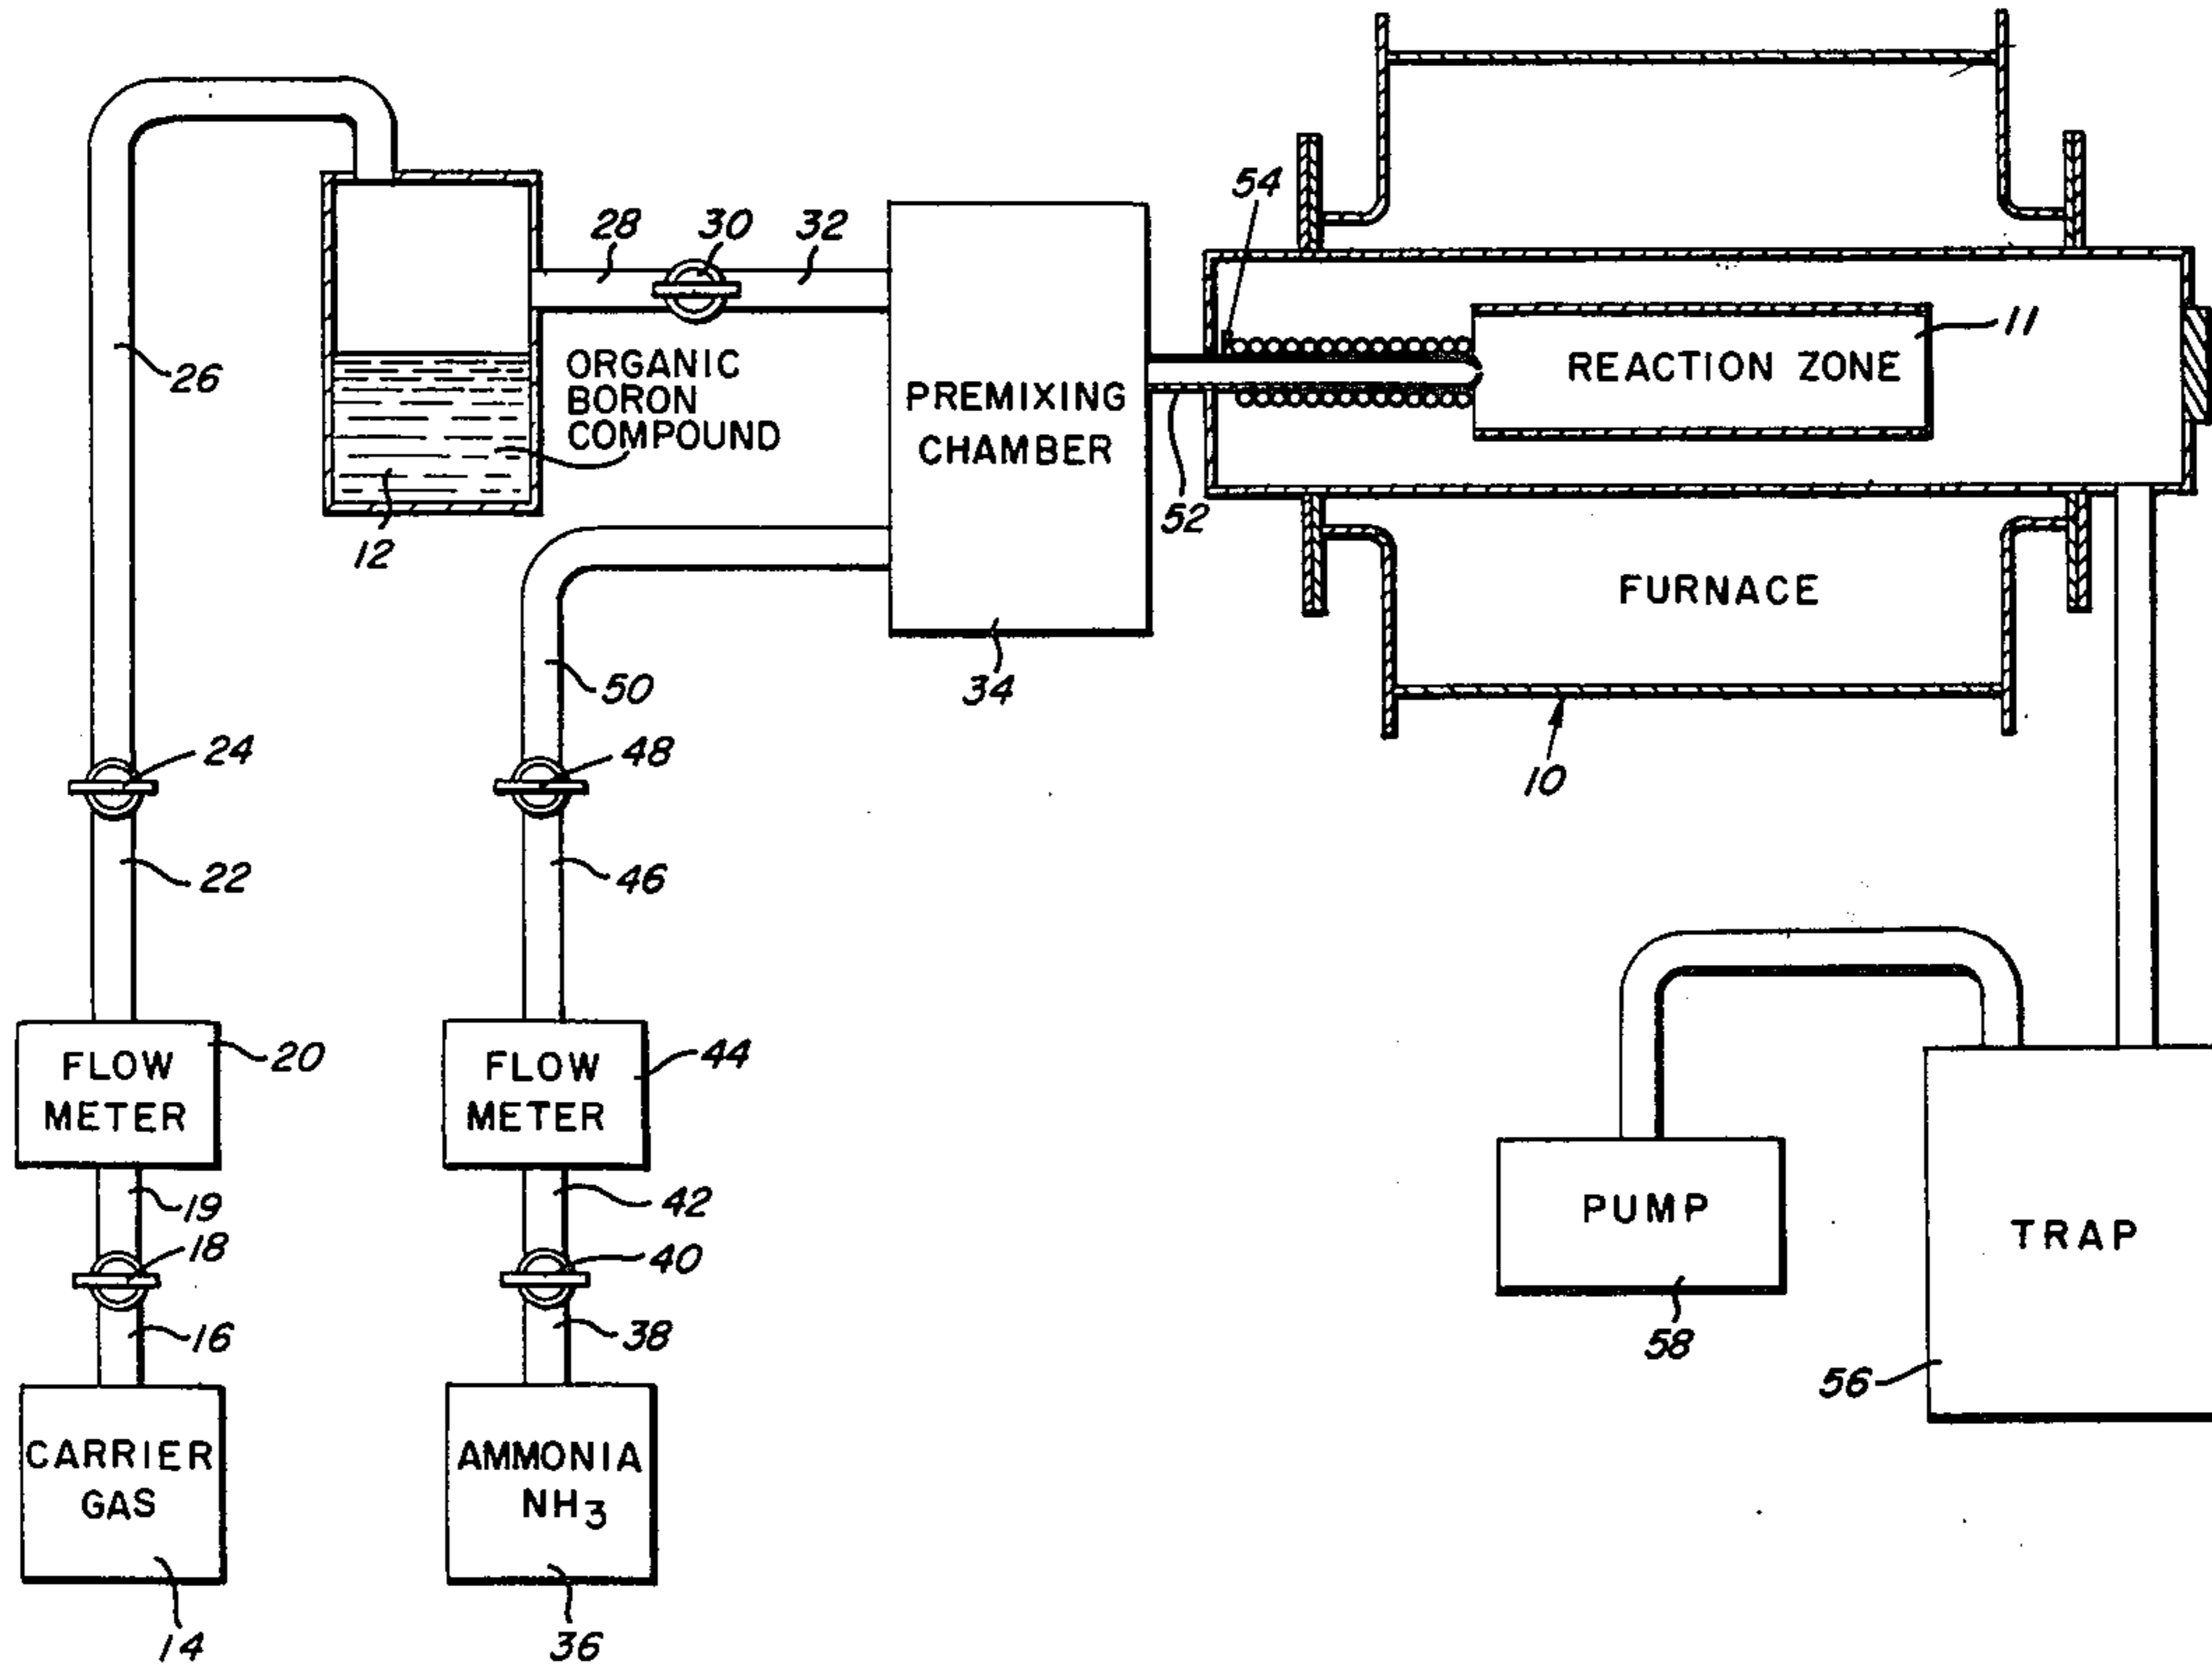 54
28
30
32
11
REACTION ZONE
26
ORGANIC
BORON
COMPOUND
PREMIXING
CHAMBER
52
12
FURNACE
50
34
24
48
10
22
46
FLOW
METER
20
FLOW
METER
44
19
42
PUMP
TRAP
18
40
16
38
58
56
CARRIER
GAS
AMMONIA
NH3
14
36